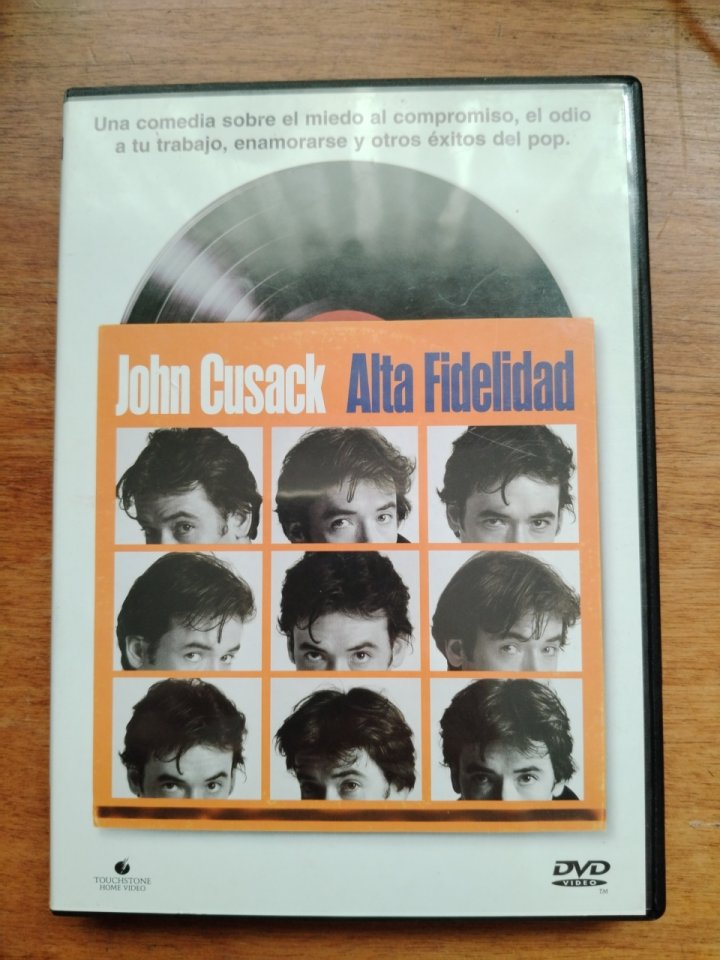 Una comedia sobre el miedo al compromiso, el odio
a tu trabajo, enamorarse y otros éxitos del pop.
John Cusack Alta Fidelidad
TOUCHSTONE
HOME VIDEO
DVD
VIDEO
TM